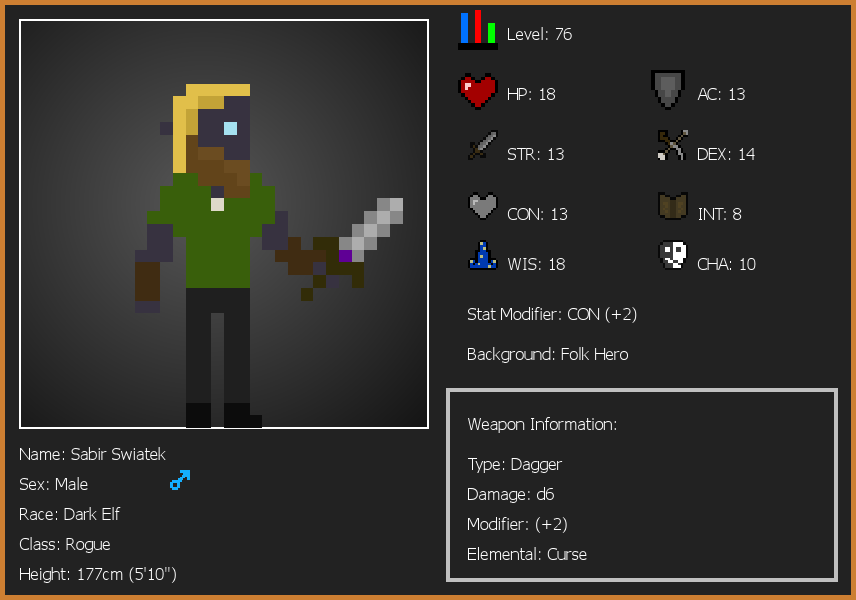 Level: 76
HP: 18
AC: 13
STR: 13
DEX: 14
CON: 13
INT: 8
WIS: 18
CHA: 10
Stat Modifier: CON (+2)
Background: Folk Hero
Weapon Information:
Type: Dagger
Damage: d6
Modifier: (+2)
Elemental: Curse
Name: Sabir Swiatek
Sex: Male
Race: Dark Elf
Class: Rogue
Height: 177cm (5'10")